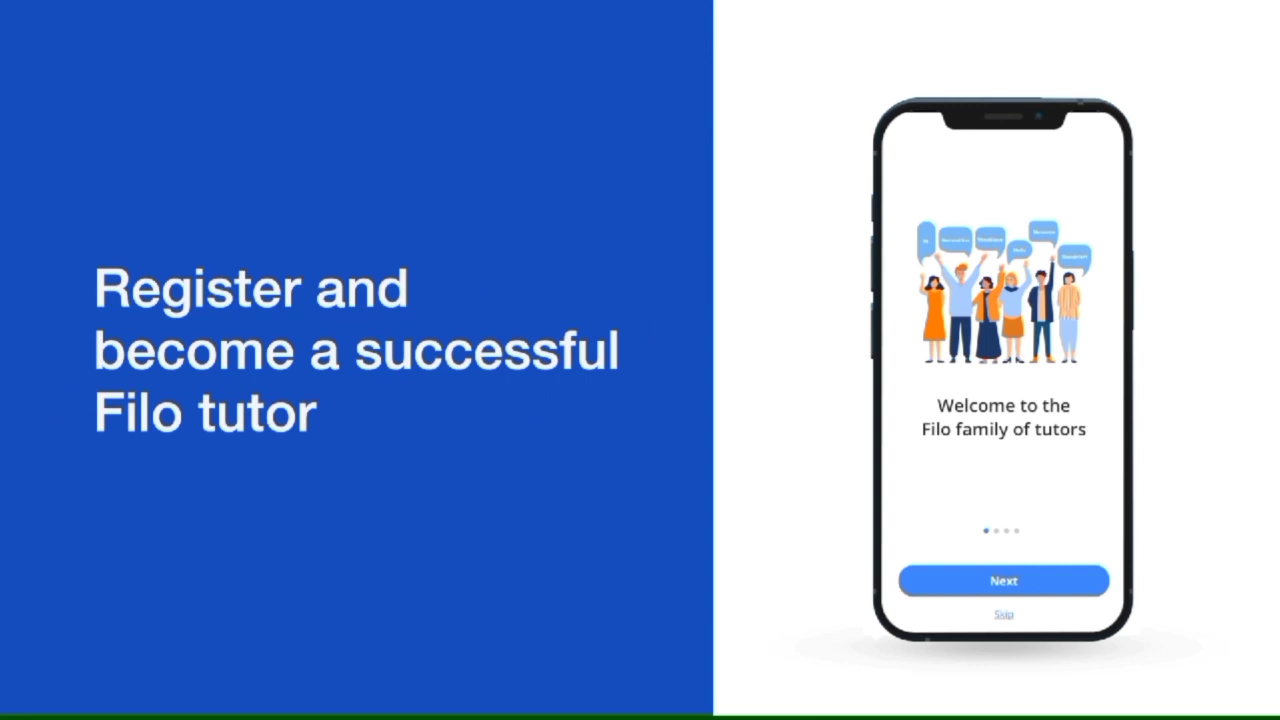 Register and
become a successful
Filo tutor
Welcome to the
Filo family of tutors
Next
Skip